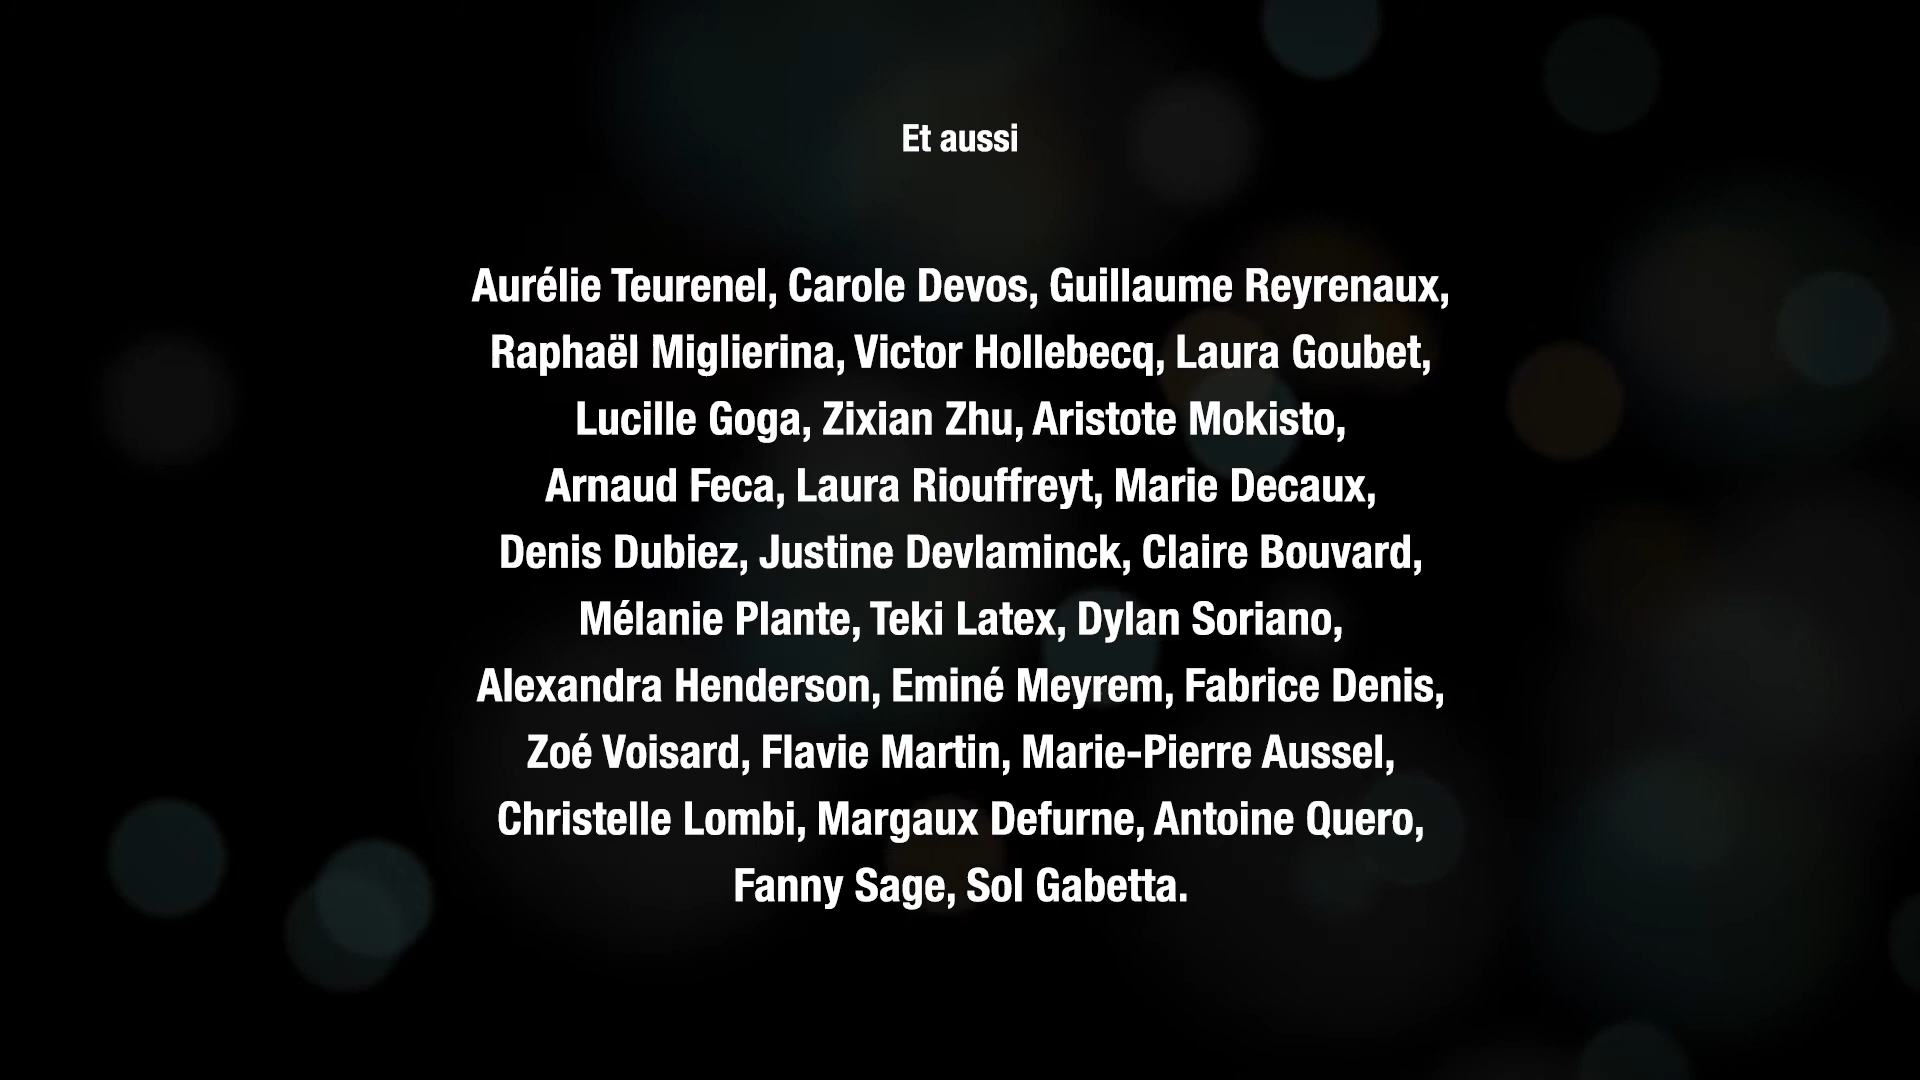 Et aussi
Aurélie Teurenel, Carole Devos, Guillaume Reyrenaux,
Raphaël Miglierina, Victor Hollebecq, Laura Goubet,
Lucille Goga, Zixian Zhu, Aristote Mokisto,
Arnaud Feca, Laura Riouffreyt, Marie Decaux,
Denis Dubiez, Justine Devlaminck, Claire Bouvard,
Mélanie Plante, Teki Latex, Dylan Soriano,
Alexandra Henderson, Eminé Meyrem, Fabrice Denis,
Zoé Voisard, Flavie Martin, Marie-Pierre Aussel,
Christelle Lombi, Margaux Defurne, Antoine Quero,
Fanny Sage, Sol Gabetta.